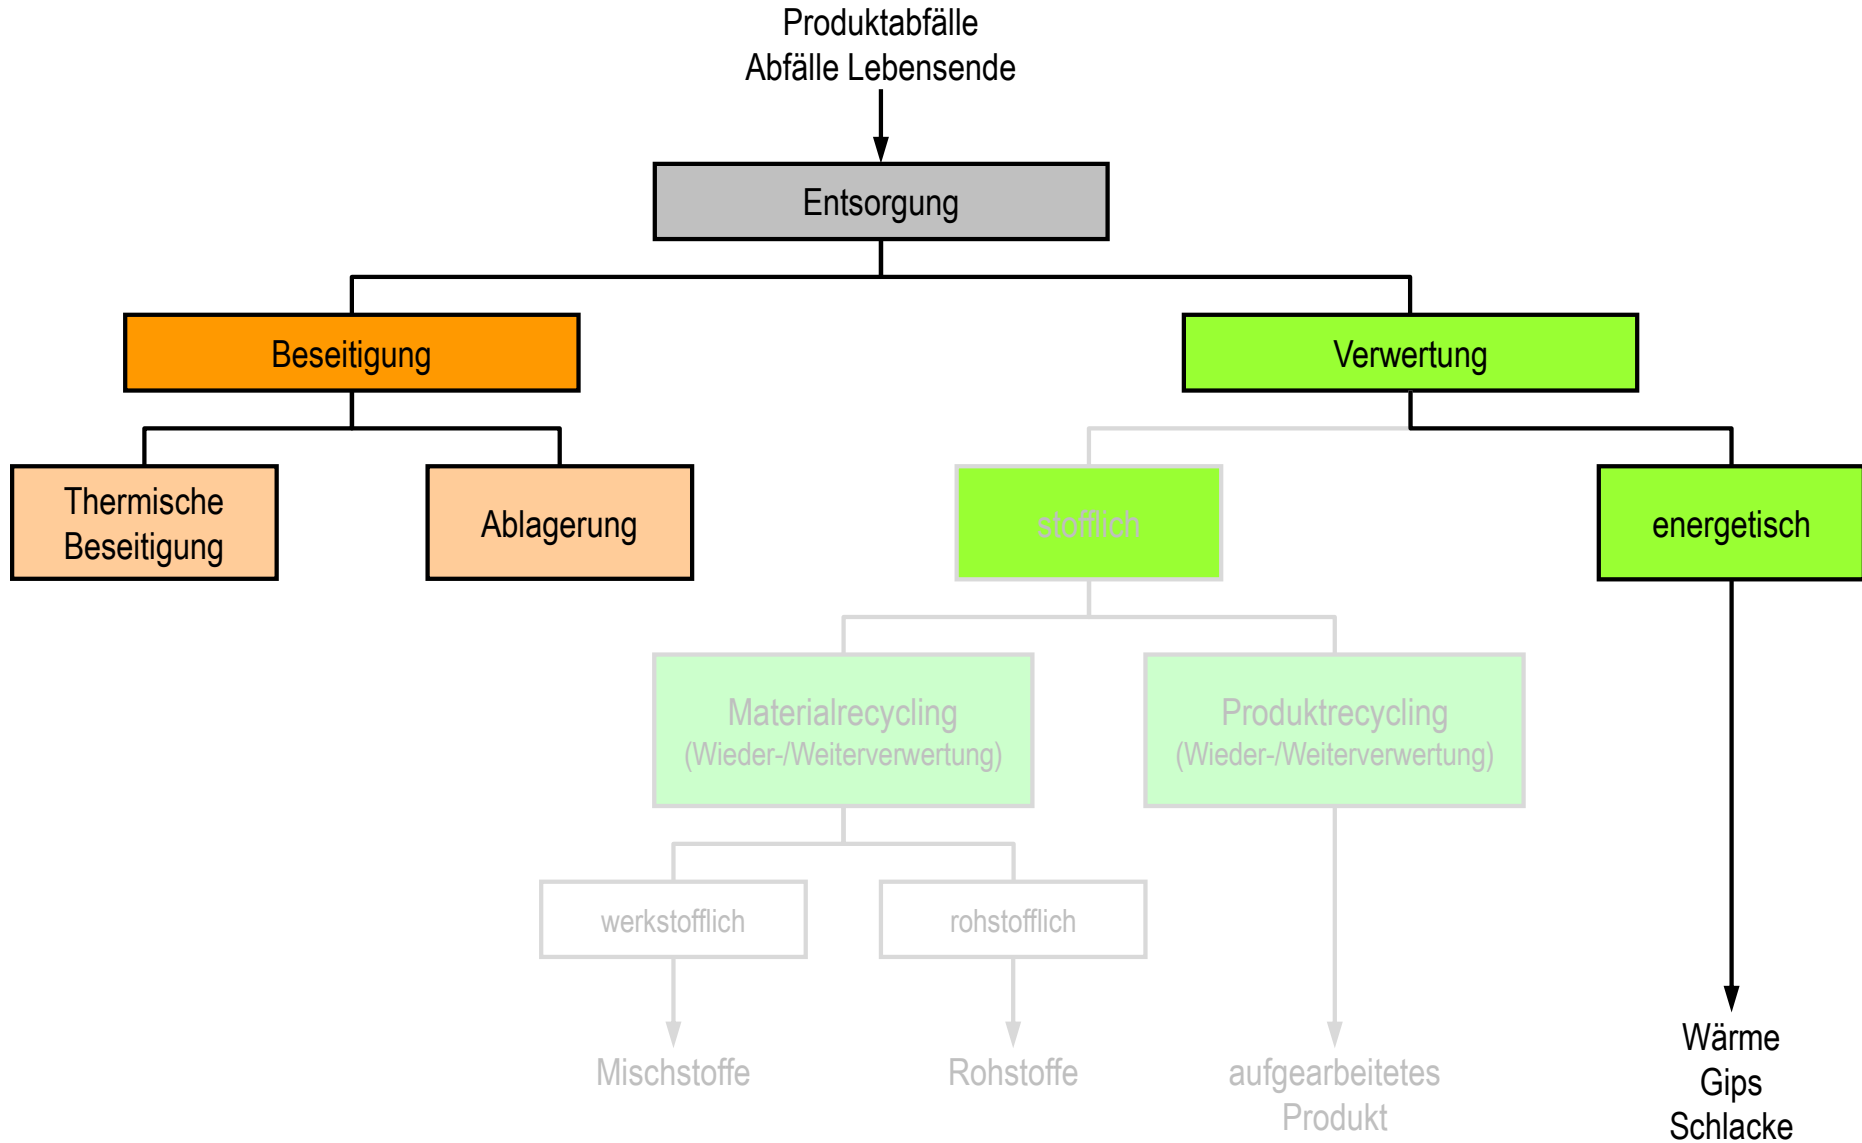 Produktabfälle
Abfälle Lebensende
Entsorgung
Beseitigung
Verwertung
Thermische
Beseitigung
Ablagerung
stofflich
energetisch
Materialrecycling
(Wieder-/Weiterverwertung)
Produktrecycling
(Wieder-/Weiterverwertung)
werkstofflich
rohstofflich
Mischstoffe
Rohstoffe
aufgearbeitetes
Produkt
Wärme
Gips
Schlacke